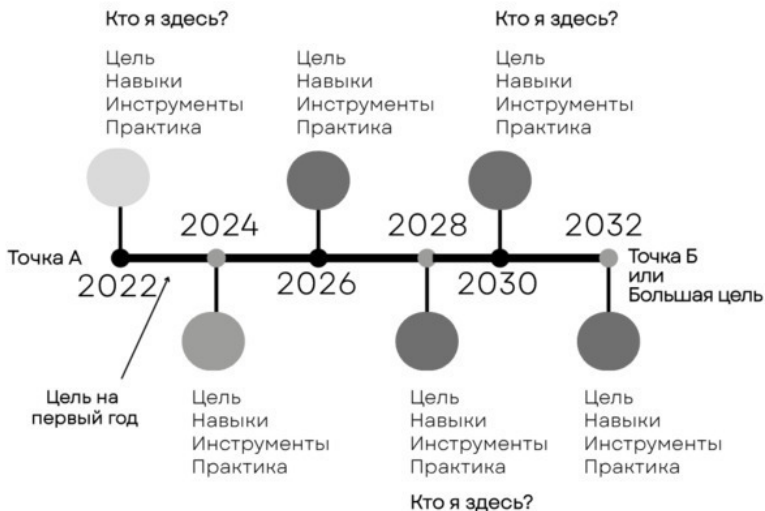 Кто я здесь?
Цель
Навыки
Инструменты
Практика
Цель
Навыки
Инструменты
Практика
Кто я здесь?
Цель
Навыки
Инструменты
Практика
Точка А
2022
2024
2026
2028
2030
2032
Точка Б
или
Большая цель
Цель на
первый год
Цель
Навыки
Инструменты
Практика
Цель
Навыки
Инструменты
Практика
Кто я здесь?
Цель
Навыки
Инструменты
Практика